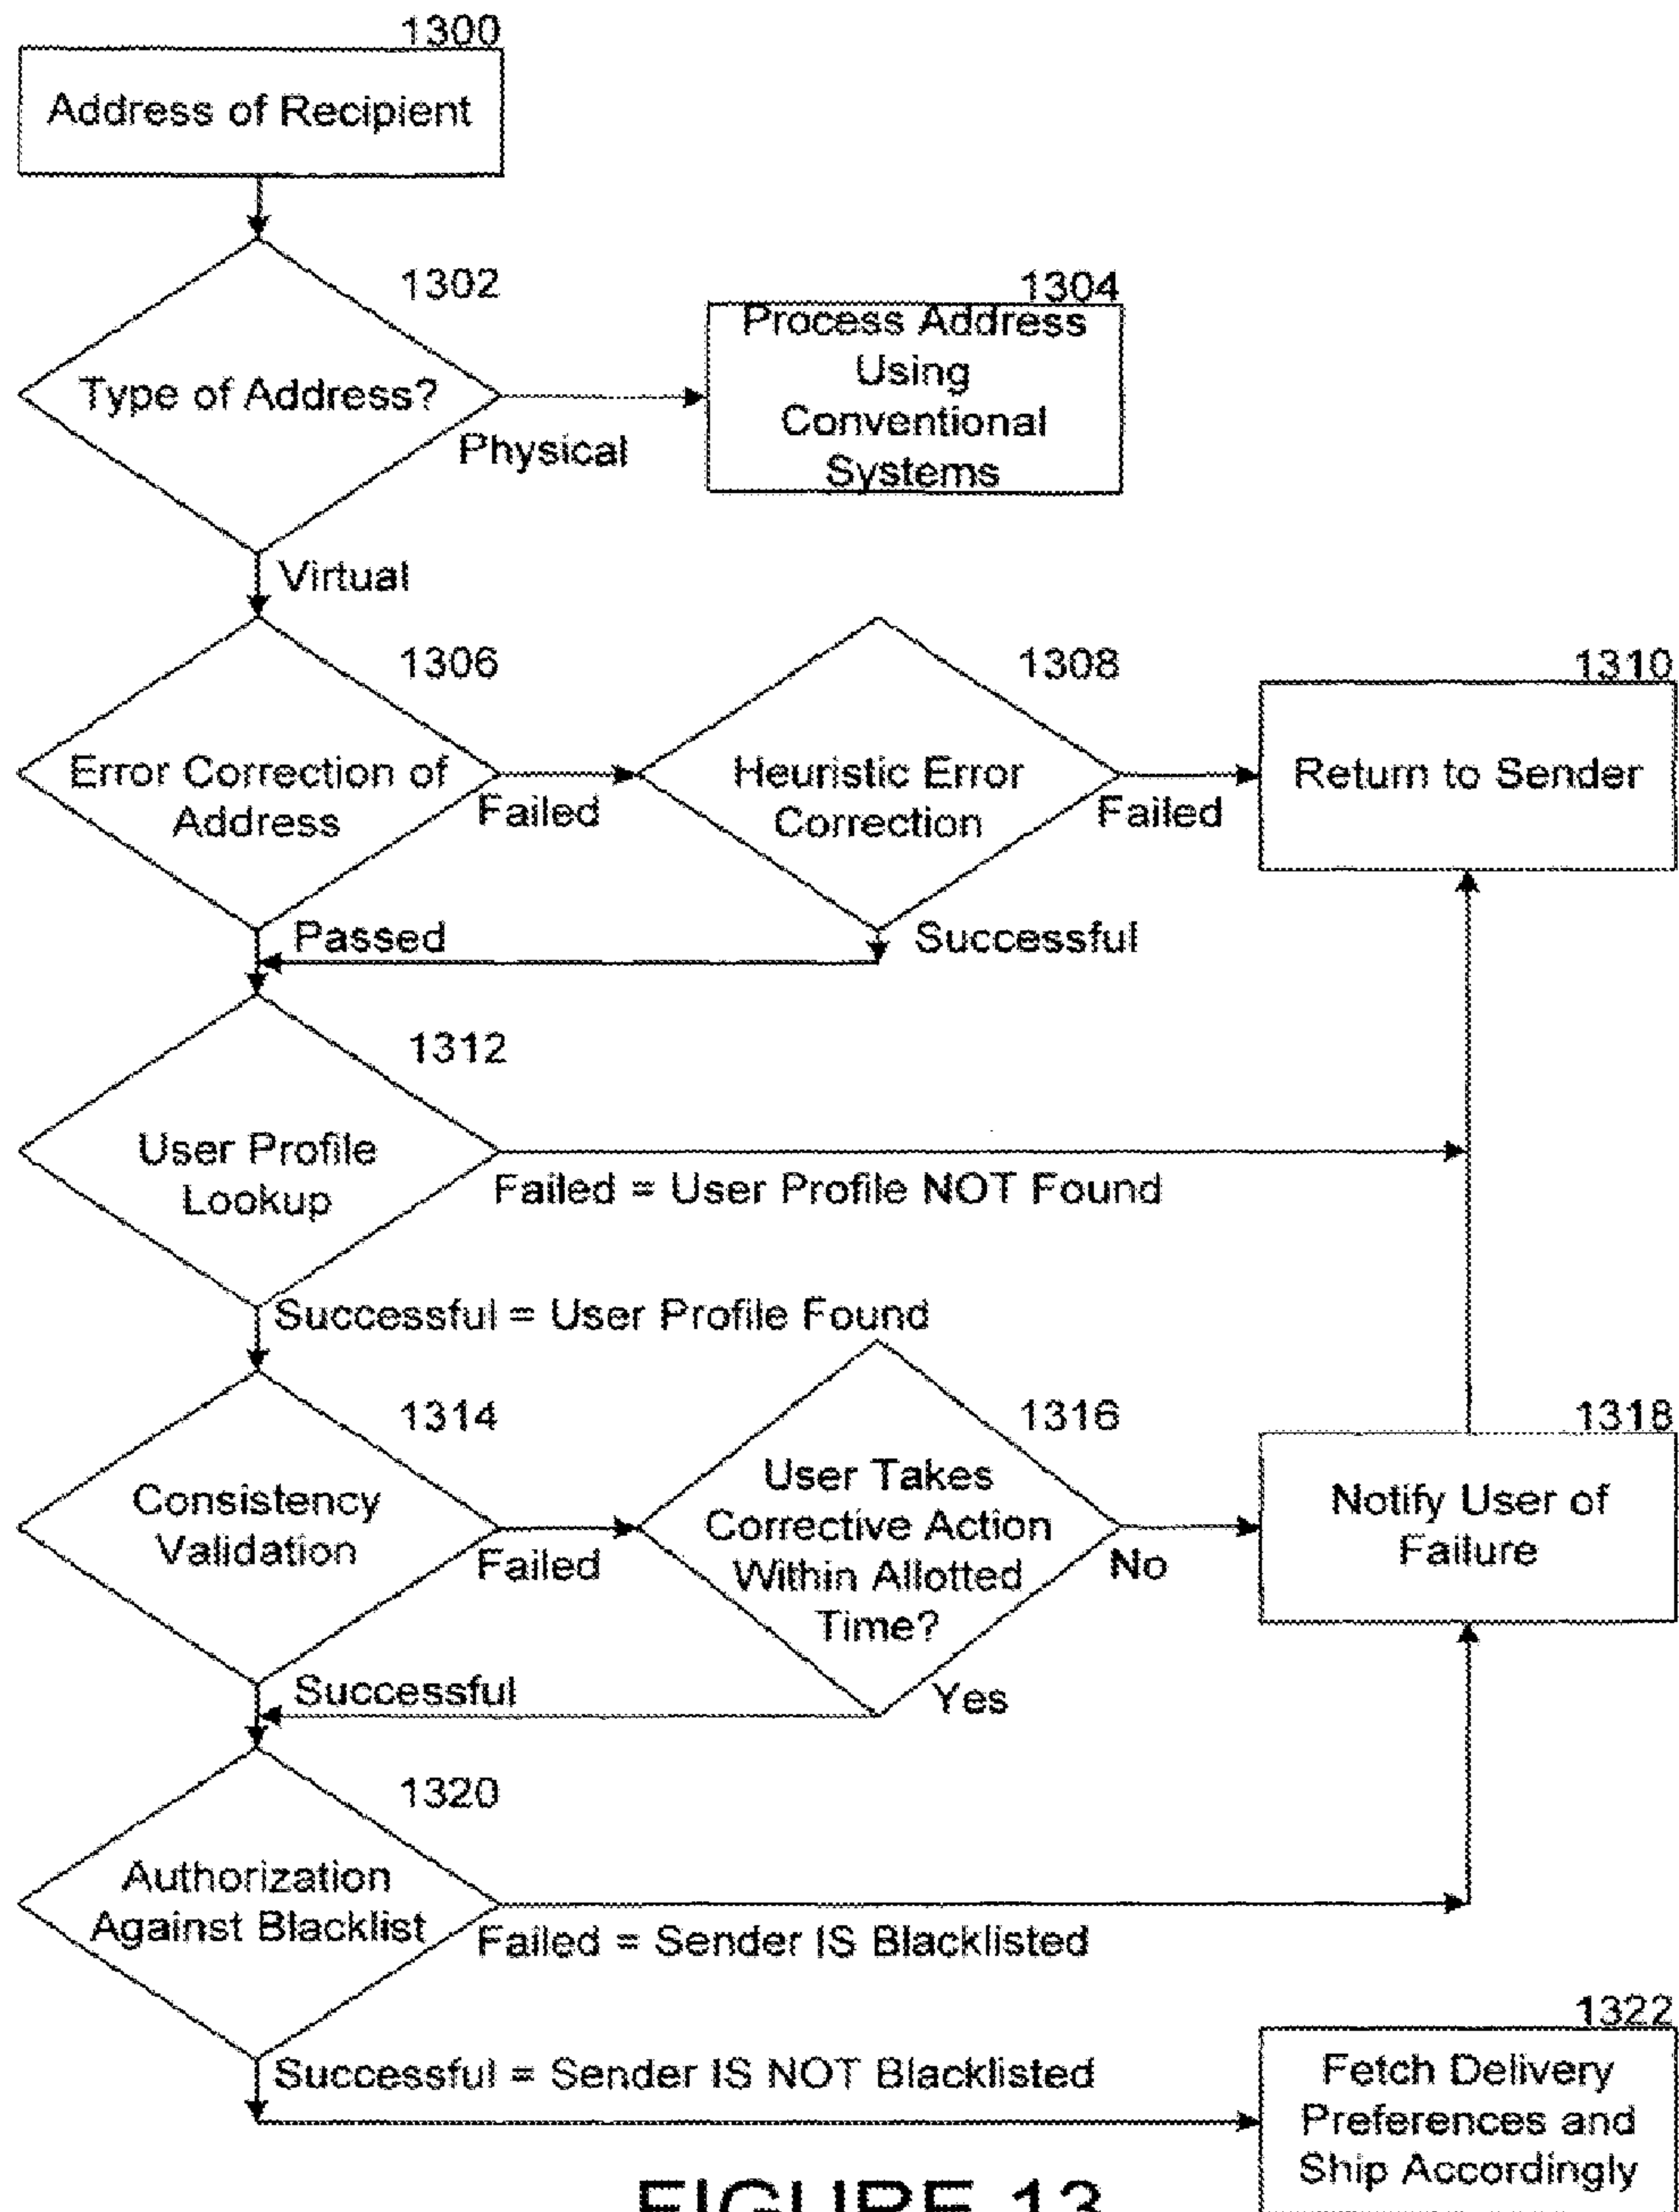 1300
Address of Recipient
1302
Type of Address?
Physical
1304
Process Address
Using
Conventional
Systems
Virtual
1306
Error Correction of
Address
Failed
1308
Heuristic Error
Correction
Failed
1310
Return to Sender
Passed
Successful
1312
User Profile
Lookup
Failed = User Profile NOT Found
Successful = User Profile Found
1314
Consistency
Validation
Failed
1316
User Takes
Corrective Action
Within Allotted
Time?
No
1318
Notify User of
Failure
Successful
Yes
1320
Authorization
Against Blacklist
Failed = Sender IS Blacklisted
Successful = Sender IS NOT Blacklisted
1322
Fetch Delivery
Preferences and
Ship Accordingly
FIGURE 13